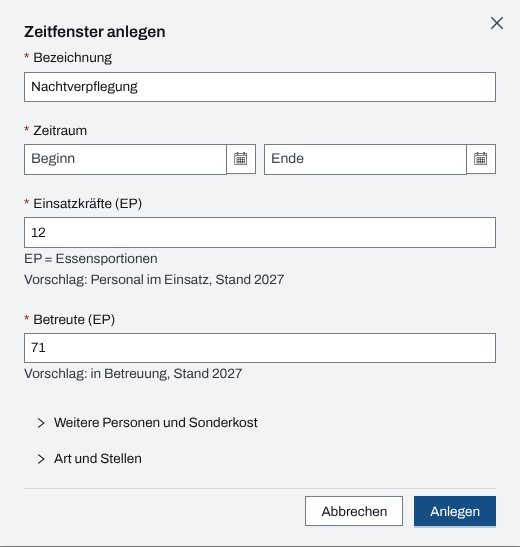 Zeitfenster anlegen
* Bezeichnung
Nachtverpflegung
* Zeitraum
Beginn Ende
* Einsatzkräfte (EP)
12
EP = Essensportionen
Vorschlag: Personal im Einsatz, Stand 2027
* Betreute (EP)
71
Vorschlag: in Betreuung, Stand 2027
Weitere Personen und Sonderkost
Art und Stellen
Abbrechen Anlegen